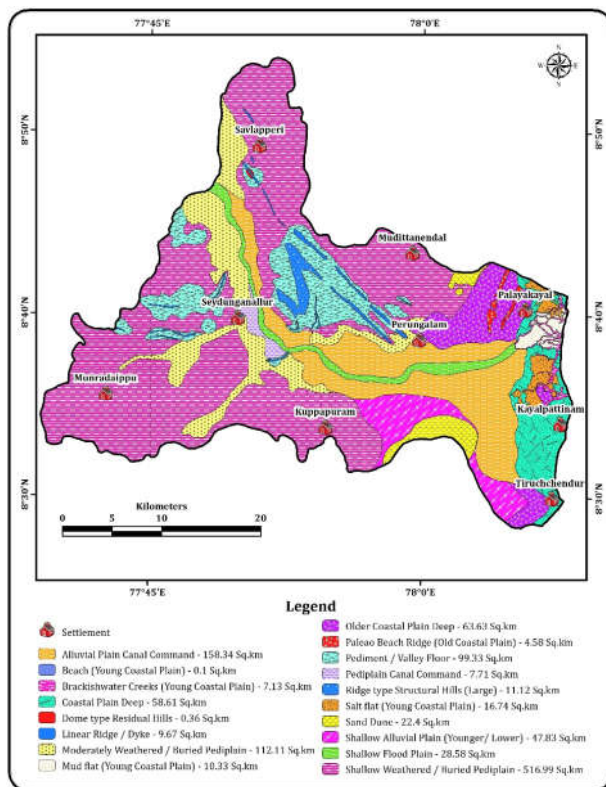 77°45'E
78°0'E
N
W
E
S
8°50'N
8°50'N
Savlapperi
Mudittanendal
Palayakayal
8°40'N
Seydunganallur
8°40'N
Perungalam
Munradaippu
Kuppapuram
Kayalpattinam
8°30'N
Tiruchchendur
8°30'N
Kilometers
0 5 10 20
77°45'E
78°0'E
Legend
Settlement
Alluvial Plain Canal Command - 158.34 Sq.km
Beach (Young Coastal Plain) - 0.1 Sq.km
Brackishwater Creeks (Young Coastal Plain) - 7.13 Sq.km
Coastal Plain Deep - 58.61 Sq.km
Dome type Residual Hills - 0.36 Sq.km
Linear Ridge / Dyke - 9.67 Sq.km
Moderately Weathered / Buried Pediplain - 112.11 Sq.km
Mud flat (Young Coastal Plain) - 10.33 Sq.km
Older Coastal Plain Deep - 63.63 Sq.km
Paleao Beach Ridge (Old Coastal Plain) - 4.58 Sq.km
Pediment / Valley Floor - 99.33 Sq.km
Pediplain Canal Command - 7.71 Sq.km
Ridge type Structural Hills (Large) - 11.12 Sq.km
Salt flat (Young Coastal Plain) - 16.74 Sq.km
Sand Dune - 22.4 Sq.km
Shallow Alluvial Plain (Younger/ Lower) - 47.83 Sq.km
Shallow Flood Plain - 28.58 Sq.km
Shallow Weathered / Buried Pediplain - 516.99 Sq.km